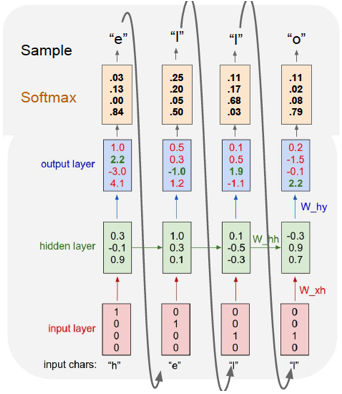 Sample "e" "l" "l" "o"
Softmax
.03 .25 .11 .11
.13 .20 .17 .02
.00 .05 .68 .08
.84 .50 .03 .79
output layer
1.0 0.5 0.1 0.2
2.2 0.3 0.5 -1.5
-3.0 -1.0 1.9 -0.1
4.1 1.2 -1.1 2.2
W_hy
hidden layer
0.3 1.0 0.1 -0.3
-0.1 0.3 -0.5 0.9
0.9 0.1 -0.3 0.7
W_hh
W_xh
input layer
1 0 0 0
0 1 0 0
0 0 1 1
0 0 0 0
input chars: "h" "e" "l" "l"